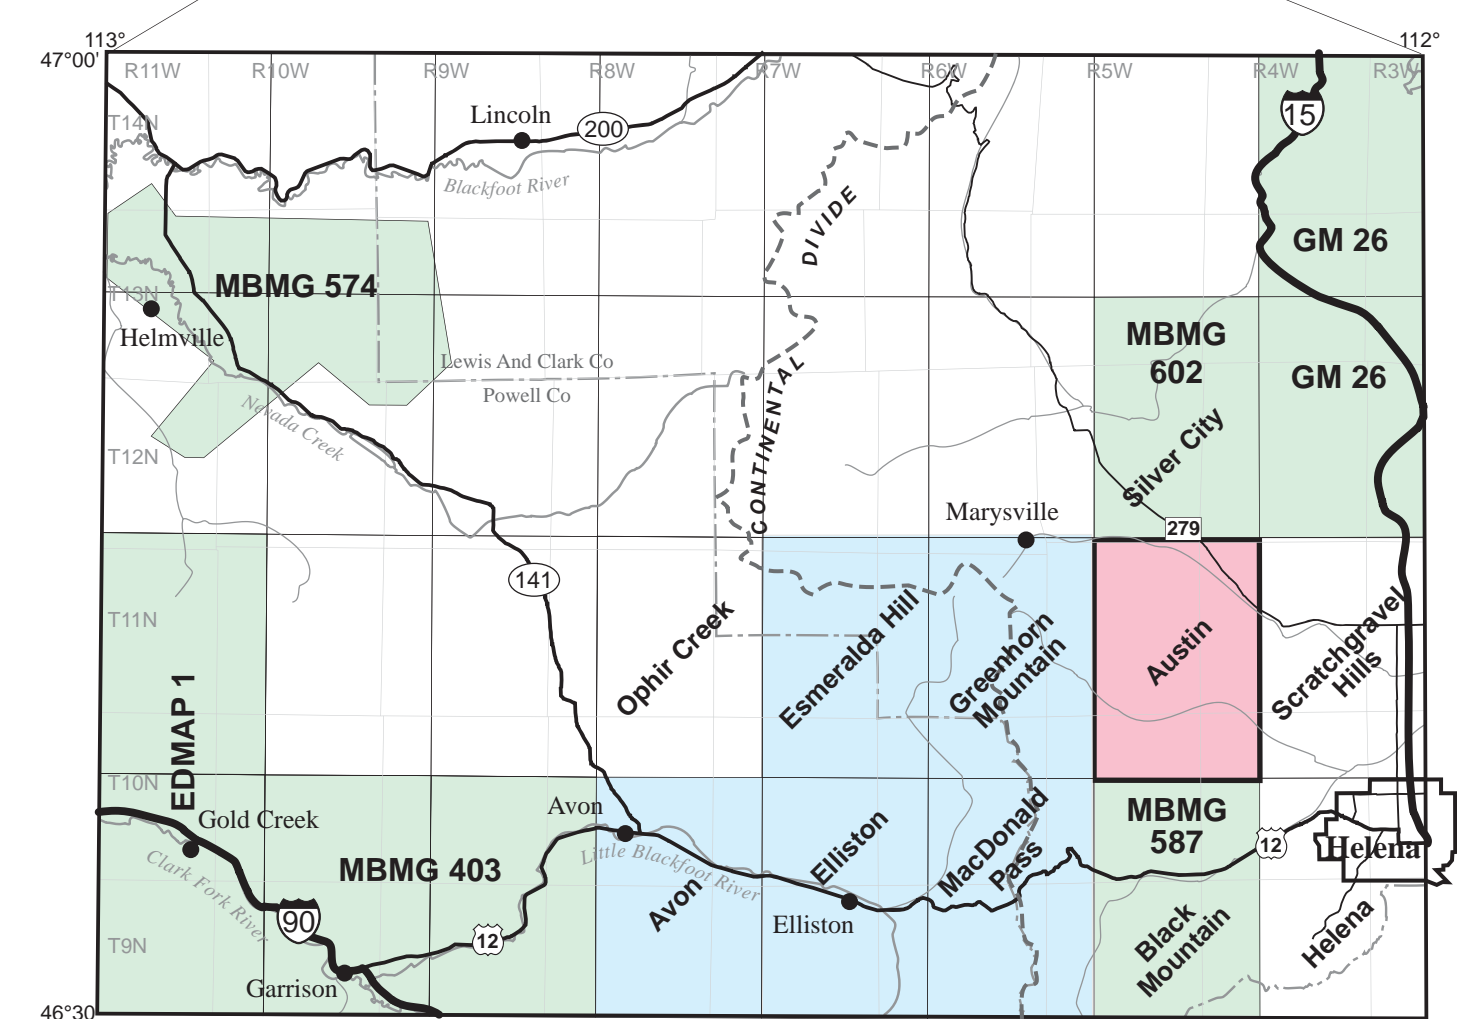 113°
112°
47°00'
R11W
R10W
R9W
R8W
R7W
R6W
R5W
R4W
R3W
15
T14N
Lincoln
200
Blackfoot River
DIVIDE
GM 26
MBMG 574
T13N
Helmville
MBMG
602
Lewis And Clark Co
Powell Co
GM 26
CONTINENTAL
Nevada Creek
T12N
Silver City
Marysville
279
141
T11N
Ophir Creek
Esmeralda Hill
Greenhorn
Mountain
Austin
Scratchgravel
Hills
EDMAP 1
T10N
Gold Creek
Avon
MBMG
587
12
Helena
Clark Fork River
MBMG 403
Little Blackfoot River
Avon
Elliston
MacDonald
Pass
90
12
Elliston
T9N
Black
Mountain
Helena
Garrison
46°30